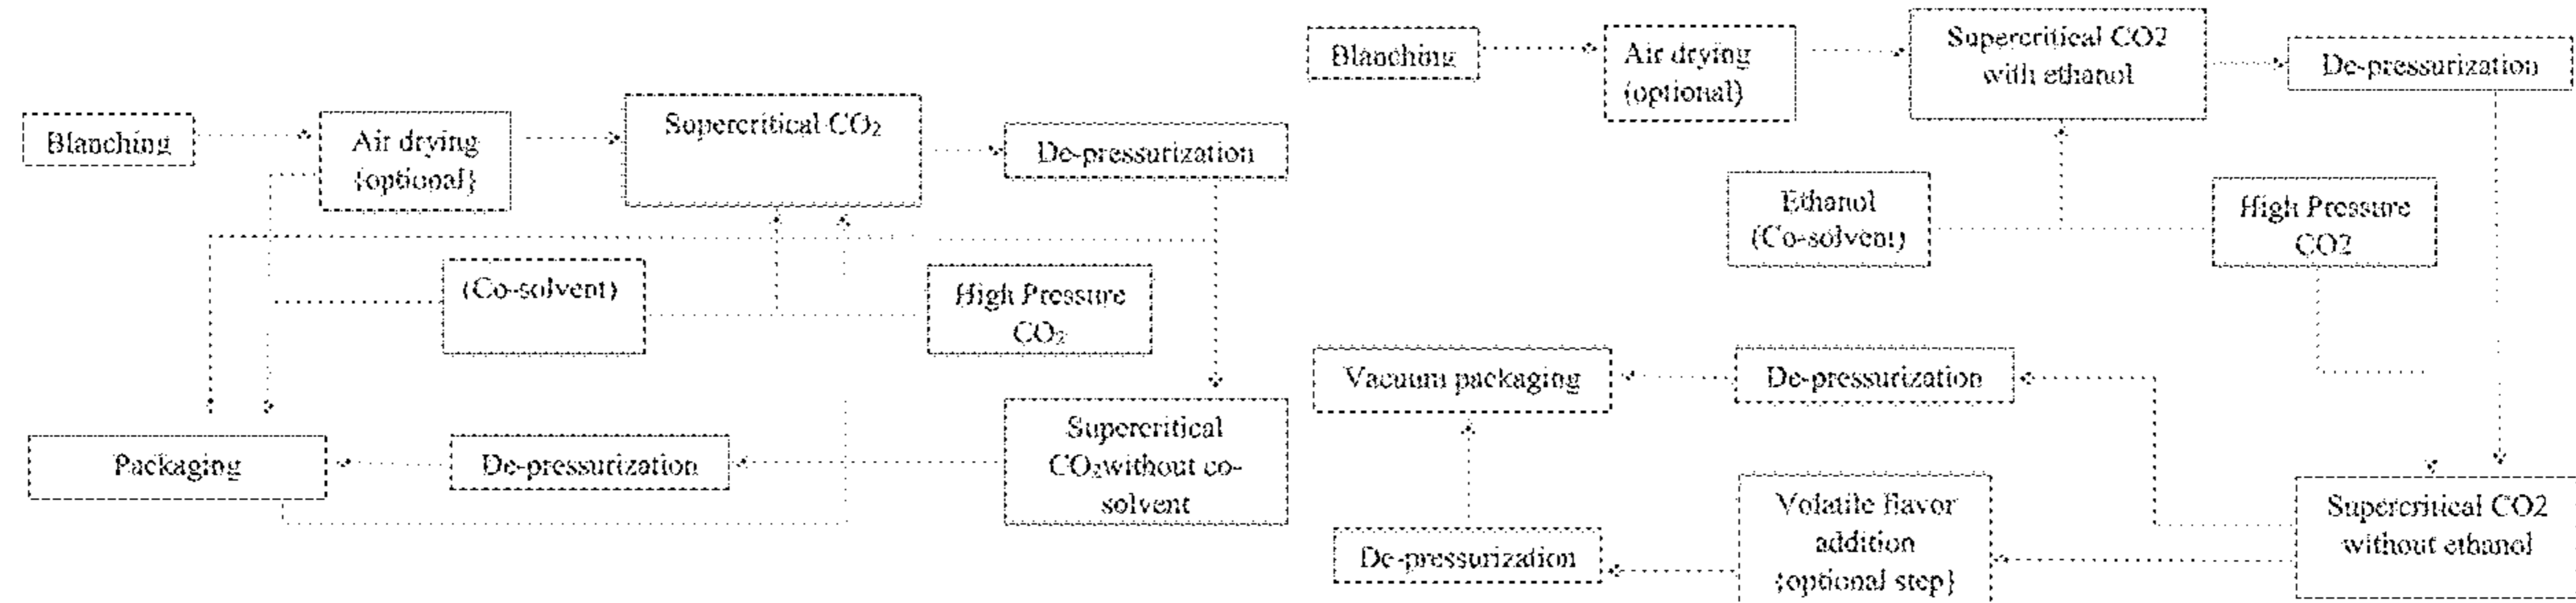 Blanching
Air drying
(optional)
Supercritical CO₂
De-pressurization
(Co-solvent)
High Pressure
CO₂
Packaging
De-pressurization
Supercritical
CO₂without co-
solvent
Blanching
Air drying
(optional)
Supercritical CO2
with ethanol
De-pressurization
Ethanol
(Co-solvent)
High Pressure
CO2
Vacuum packaging
De-pressurization
De-pressurization
Volatile flavor
addition
(optional step)
Supercritical CO2
without ethanol